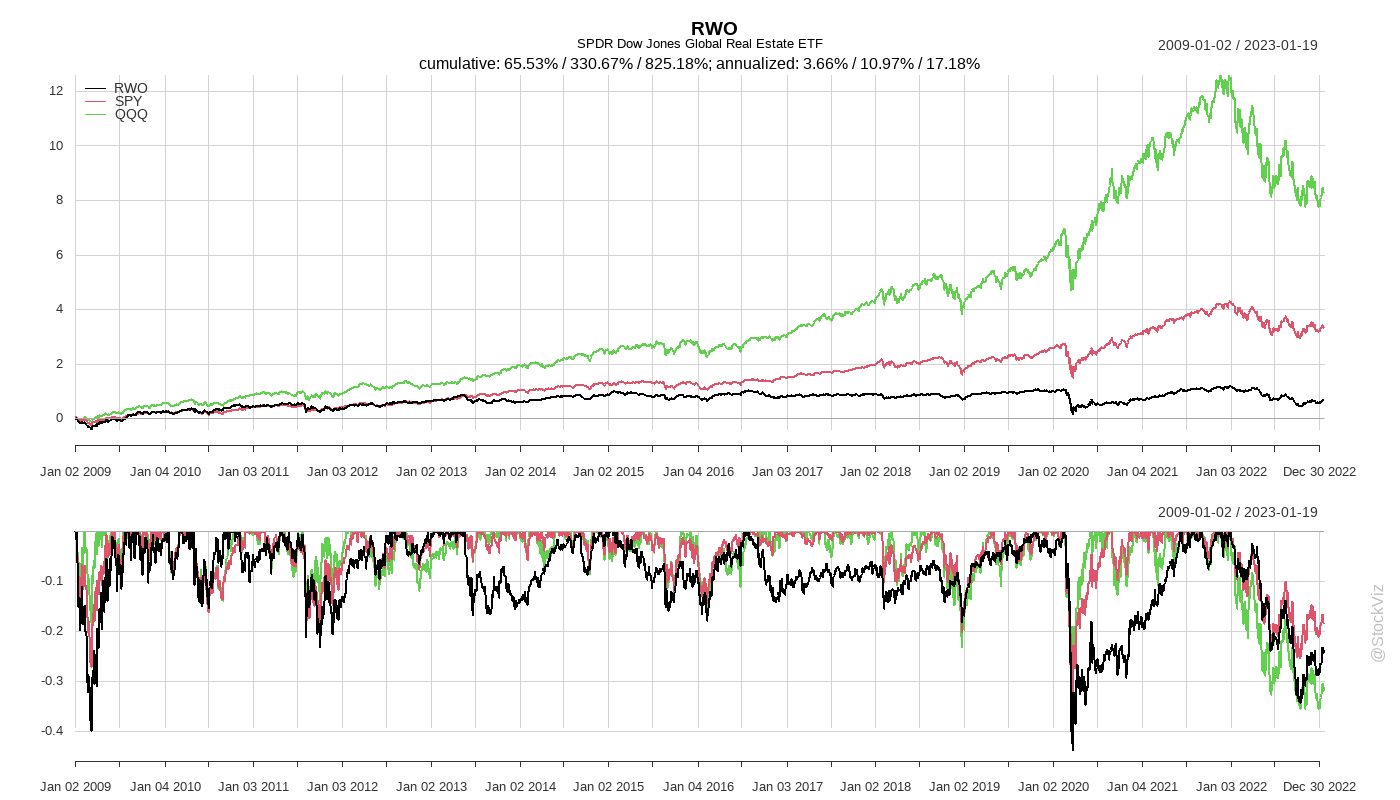 RWO
SPDR Dow Jones Global Real Estate ETF
2009-01-02 / 2023-01-19
cumulative: 65.53% / 330.67% / 825.18%; annualized: 3.66% / 10.97% / 17.18%
RWO
SPY
QQQ
12
10
8
6
4
2
0
Jan 02 2009 Jan 04 2010 Jan 03 2011 Jan 03 2012 Jan 02 2013 Jan 02 2014 Jan 02 2015 Jan 04 2016 Jan 03 2017 Jan 02 2018 Jan 02 2019 Jan 02 2020 Jan 04 2021 Jan 03 2022 Dec 30 2022
2009-01-02 / 2023-01-19
-0.1
-0.2
-0.3
-0.4
Jan 02 2009 Jan 04 2010 Jan 03 2011 Jan 03 2012 Jan 02 2013 Jan 02 2014 Jan 02 2015 Jan 04 2016 Jan 03 2017 Jan 02 2018 Jan 02 2019 Jan 02 2020 Jan 04 2021 Jan 03 2022 Dec 30 2022
@StockViz